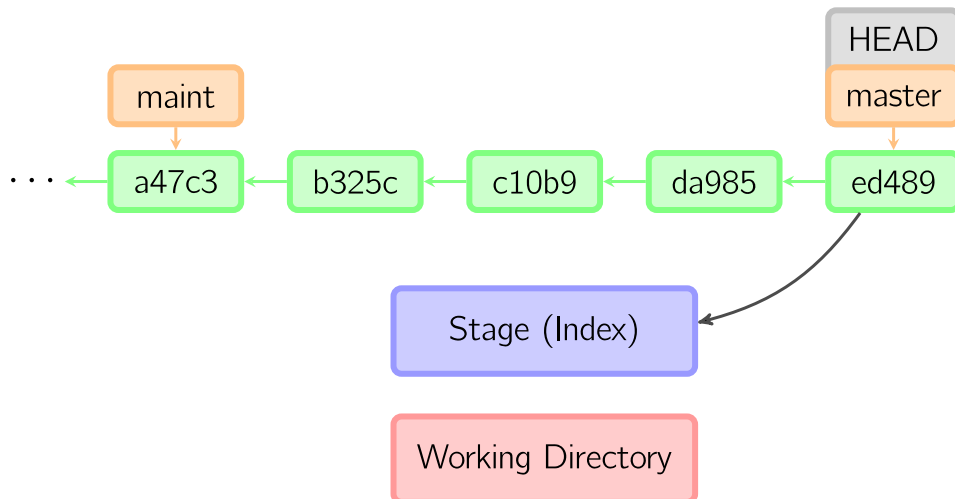 HEAD
maint
master
... a47c3 b325c c10b9 da985 ed489
Stage (Index)
Working Directory